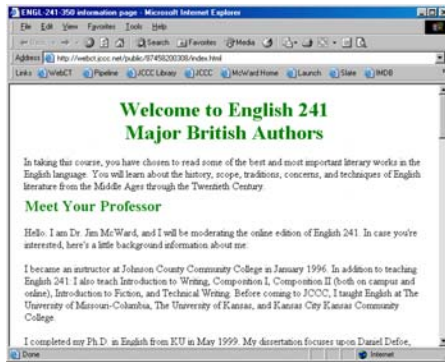 ENGL-241-350 information page - Microsoft Internet Explorer
File Edit View Favorites Tools Help
Search Favorites Media
Address http://webct.jccc.net/public/87458200308/index.html
Links WebCT Pipeline JCCC Library JCCC McWard Home Launch Slate IMDB
Welcome to English 241
Major British Authors
In taking this course, you have chosen to read some of the best and most important literary works in the
English language. You will learn about the history, scope, traditions, concerns, and techniques of English
literature from the Middle Ages through the Twentieth Century.
Meet Your Professor
Hello. I am Dr. Jim McWard, and I will be moderating the online edition of English 241. In case you're
interested, here's a little background information about me:
I became an instructor at Johnson County Community College in January 1996. In addition to teaching
English 241: I also teach Introduction to Writing, Compostion I, Compostion II (both on campus and
online), Introduction to Fiction, and Technical Writing. Before coming to JCCC, I taught English at The
University of Missoun-Columbia, The University of Kansas, and Kansas City Kansas Community
College.
I completed my Ph.D. in English from KU in May 1999. My dissertation focuses upon Daniel Defoe,
Done Internet